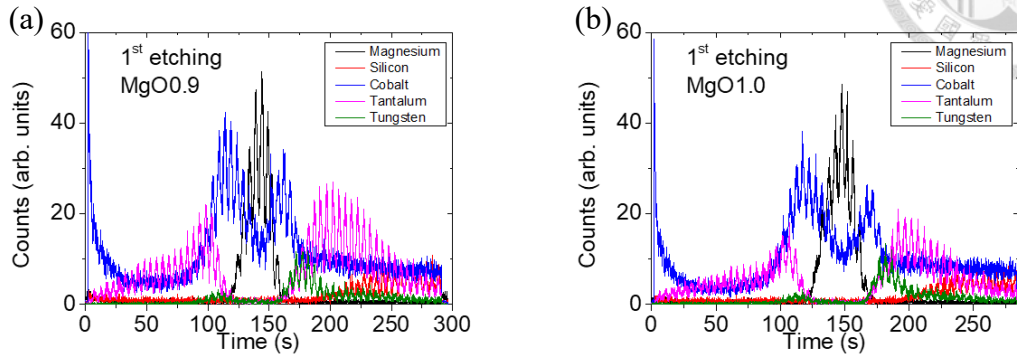 (a)
60
40
20
0
Counts (arb. units)
1st etching
MgO0.9
Magnesium
Silicon
Cobalt
Tantalum
Tungsten
0 50 100 150 200 250 300
Time (s)
(b)
60
40
20
0
Counts (arb. units)
1st etching
MgO1.0
Magnesium
Silicon
Cobalt
Tantalum
Tungsten
0 50 100 150 200 250
Time (s)